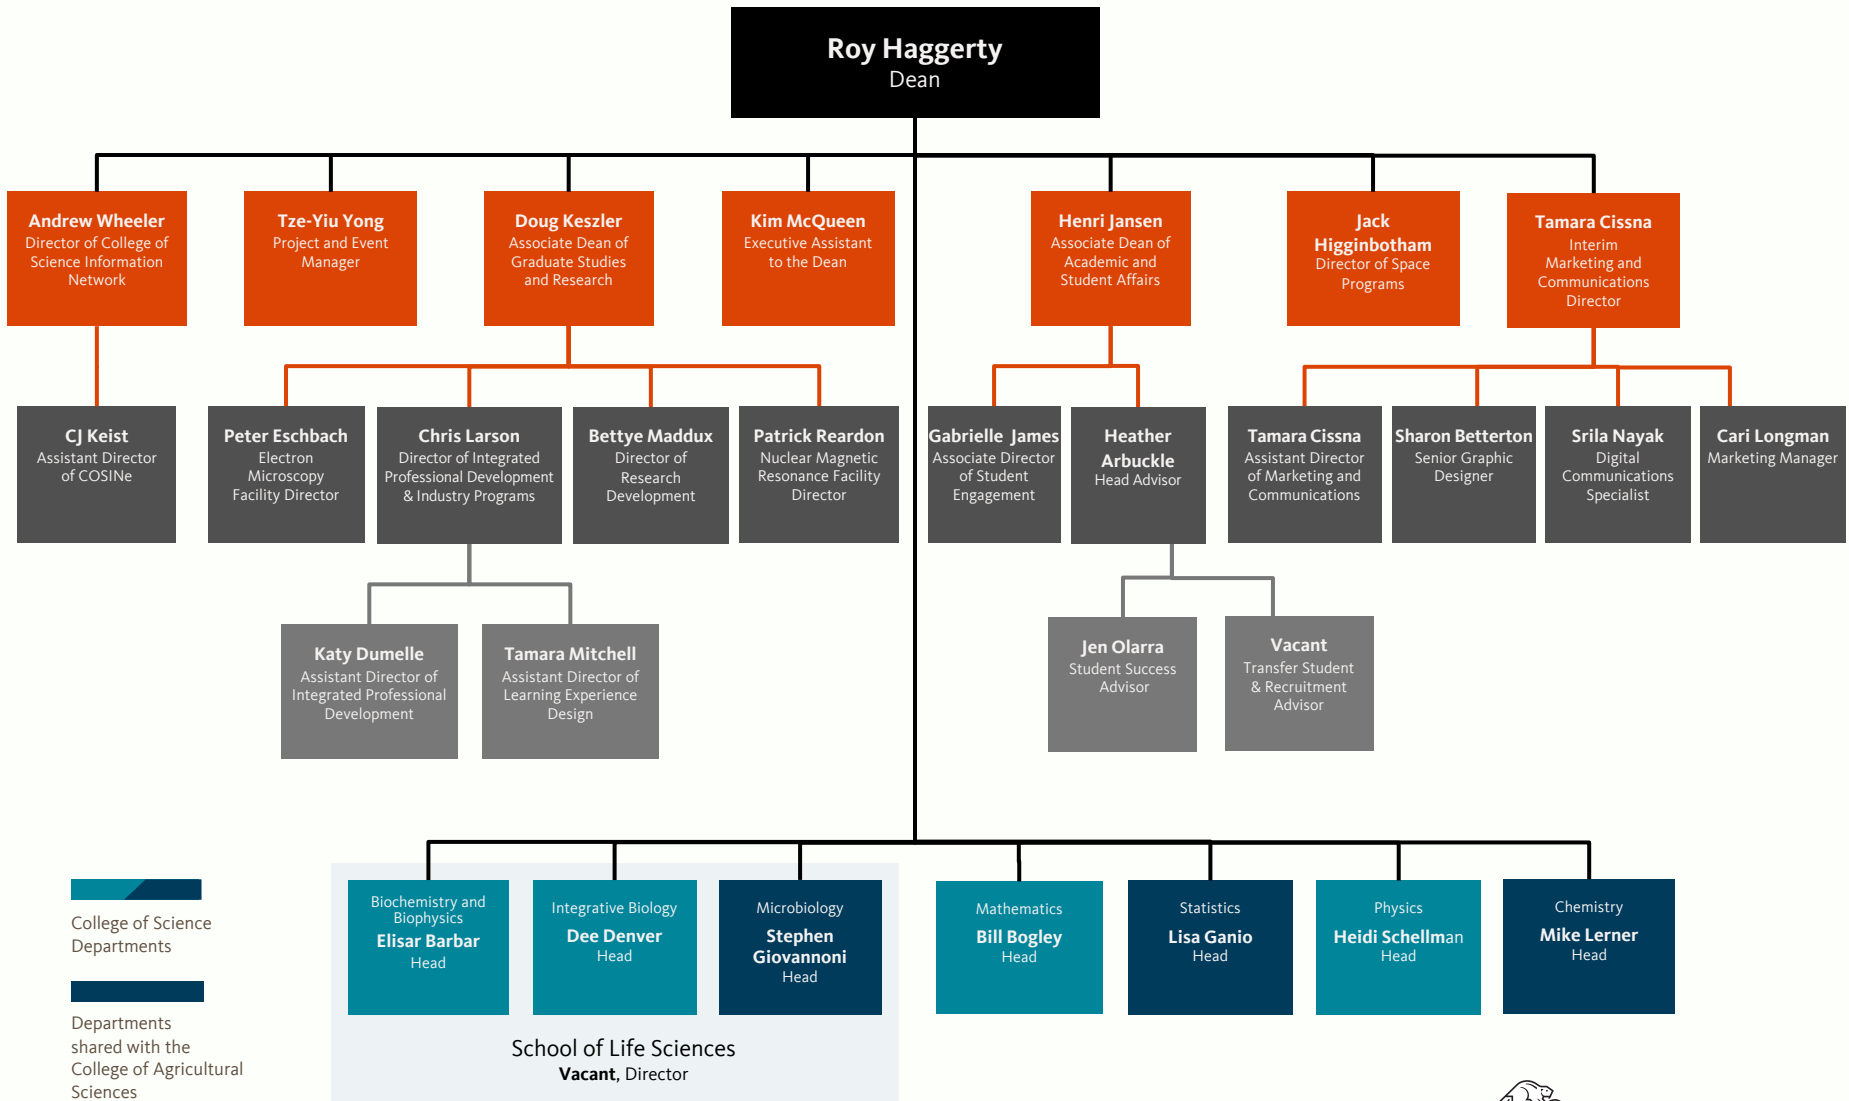 Roy Haggerty
Dean
Andrew Wheeler
Director of College of
Science Information
Network
Tze-Yiu Yong
Project and Event
Manager
Doug Keszler
Associate Dean of
Graduate Studies
and Research
Kim McQueen
Executive Assistant
to the Dean
Henri Jansen
Associate Dean of
Academic and
Student Affairs
Jack
Higginbotham
Director of Space
Programs
Tamara Cissna
Interim
Marketing and
Communications
Director
CJ Keist
Assistant Director
of COSINe
Peter Eschbach
Electron
Microscopy
Facility Director
Chris Larson
Director of Integrated
Professional Development
& Industry Programs
Bettye Maddux
Director of
Research
Development
Patrick Reardon
Nuclear Magnetic
Resonance Facility
Director
Gabrielle James
Associate Director
of Student
Engagement
Heather
Arbuckle
Head Advisor
Tamara Cissna
Assistant Director
of Marketing and
Communications
Sharon Betterton
Senior Graphic
Designer
Srila Nayak
Digital
Communications
Specialist
Cari Longman
Marketing Manager
Katy Dumelle
Assistant Director of
Integrated Professional
Development
Tamara Mitchell
Assistant Director of
Learning Experience
Design
Jen Olarra
Student Success
Advisor
Vacant
Transfer Student
& Recruitment
Advisor
Biochemistry and
Biophysics
Elisar Barbar
Head
Integrative Biology
Dee Denver
Head
Microbiology
Stephen
Giovannoni
Head
Mathematics
Bill Bogley
Head
Statistics
Lisa Ganio
Head
Physics
Heidi Schellman
Head
Chemistry
Mike Lerner
Head
School of Life Sciences
Vacant, Director
College of Science
Departments
Departments
shared with the
College of Agricultural
Sciences